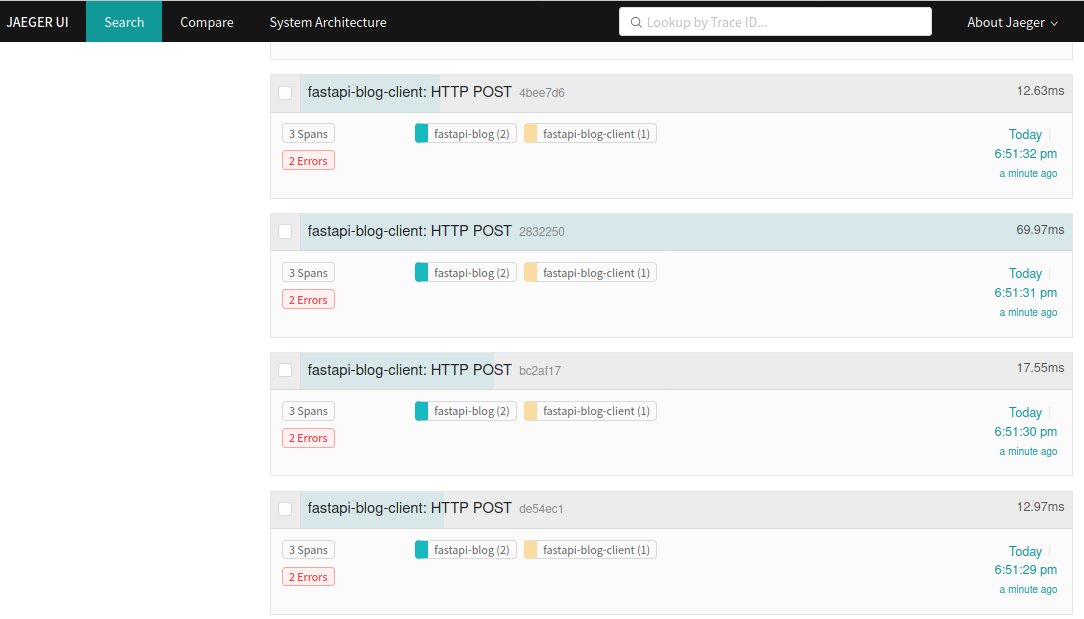 JAEGER UI Search Compare System Architecture Lookup by Trace ID... About Jaeger
fastapi-blog-client: HTTP POST 4bee7d6 12.63ms
3 Spans fastapi-blog (2) fastapi-blog-client (1) Today
2 Errors 6:51:32 pm
a minute ago
fastapi-blog-client: HTTP POST 2832250 69.97ms
3 Spans fastapi-blog (2) fastapi-blog-client (1) Today
2 Errors 6:51:31 pm
a minute ago
fastapi-blog-client: HTTP POST bc2af17 17.55ms
3 Spans fastapi-blog (2) fastapi-blog-client (1) Today
2 Errors 6:51:30 pm
a minute ago
fastapi-blog-client: HTTP POST de54ec1 12.97ms
3 Spans fastapi-blog (2) fastapi-blog-client (1) Today
2 Errors 6:51:29 pm
a minute ago